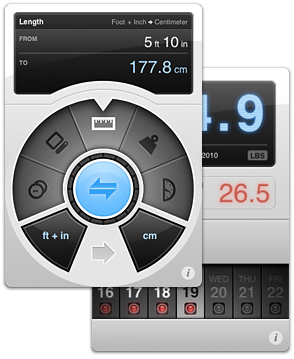 Length Foot + Inch ➡ Centimeter
FROM 5 ft 10 in
TO 177.8 cm
4.9
2010 LBS
26.5
ft + in cm
i
i
WED THU FRI
16 17 18 19 20 21 22